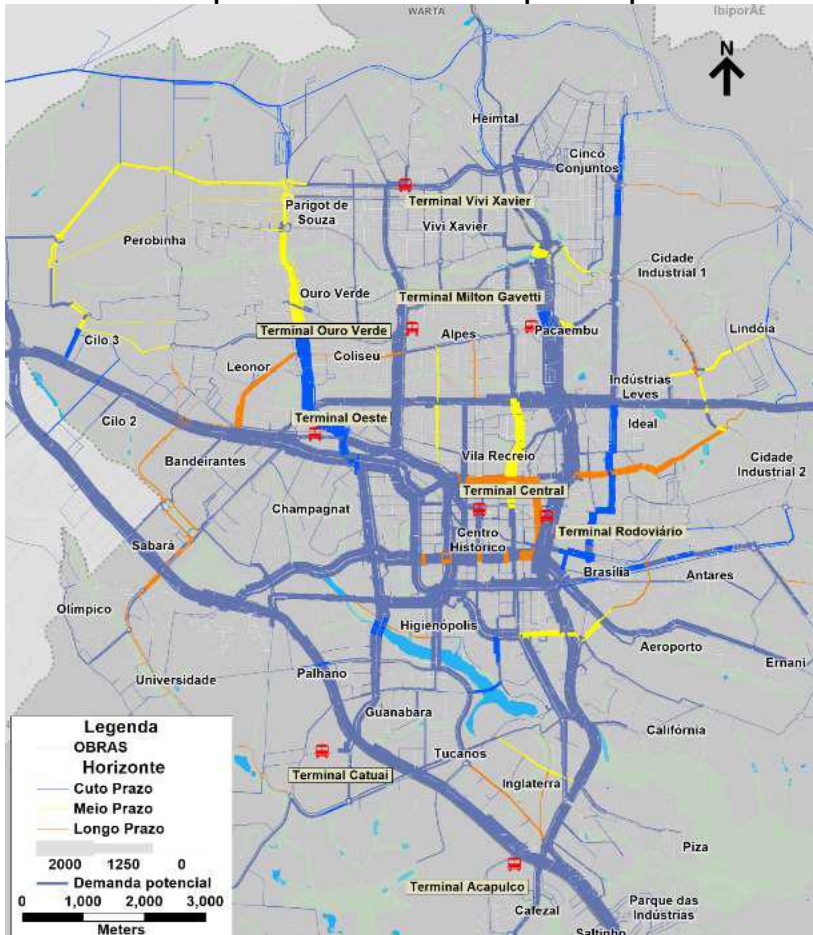 WARTA
IbiporÃ£
N
Heimtal
Cinco
Conjuntos
Terminal Vivi Xavier
Parigot de
Souza
Vivi Xavier
Perobinha
Cidade
Industrial 1
Ouro Verde
Terminal Milton Gavetti
Terminal Ouro Verde
Alpes
Pacaembu
Lindóia
Cilo 3
Leonor
Coliseu
Indústrias
Leves
Terminal Oeste
Cilo 2
Ideal
Bandeirantes
Vila Recreio
Cidade
Industrial 2
Terminal Central
Champagnat
Centro
Histórico
Terminal Rodoviário
Sabará
Brasília
Antares
Olímpico
Higienópolis
Aeroporto
Ernani
Universidade
Palhano
Guanabara
Califórnia
Tucanos
Terminal Catuai
Inglaterra
Piza
Terminal Acapulco
Cafezal
Parque das
Indústrias
Saltinho
Legenda
OBRAS
Horizonte
Cuto Prazo
Meio Prazo
Longo Prazo
2000 1250 0
Demanda potencial
0 1,000 2,000 3,000
Meters